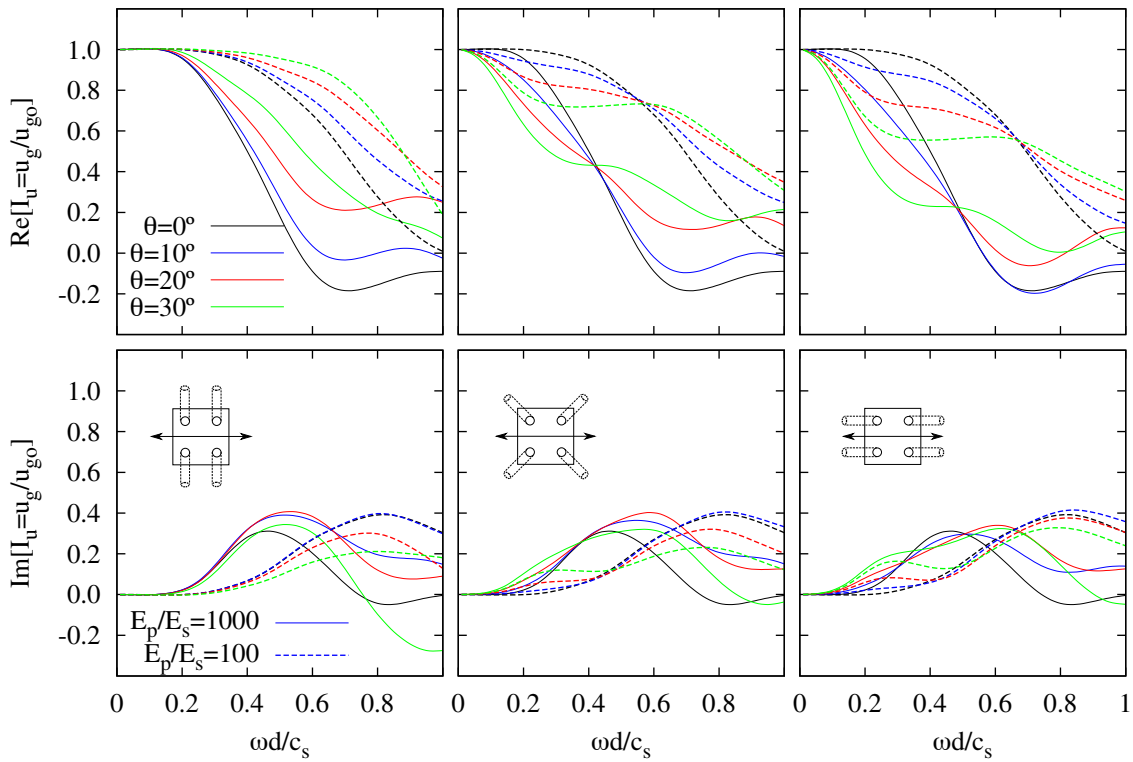 Re[I_u=u_g/u_go]
1.0
0.8
0.6
0.4
0.2
0.0
-0.2
θ=0º
θ=10º
θ=20º
θ=30º
Im[I_u=u_g/u_go]
1.0
0.8
0.6
0.4
0.2
0.0
-0.2
E_p/E_s=1000
E_p/E_s=100
0 0.2 0.4 0.6 0.8 0 0.2 0.4 0.6 0.8 0 0.2 0.4 0.6 0.8 1
ωd/c_s ωd/c_s ωd/c_s